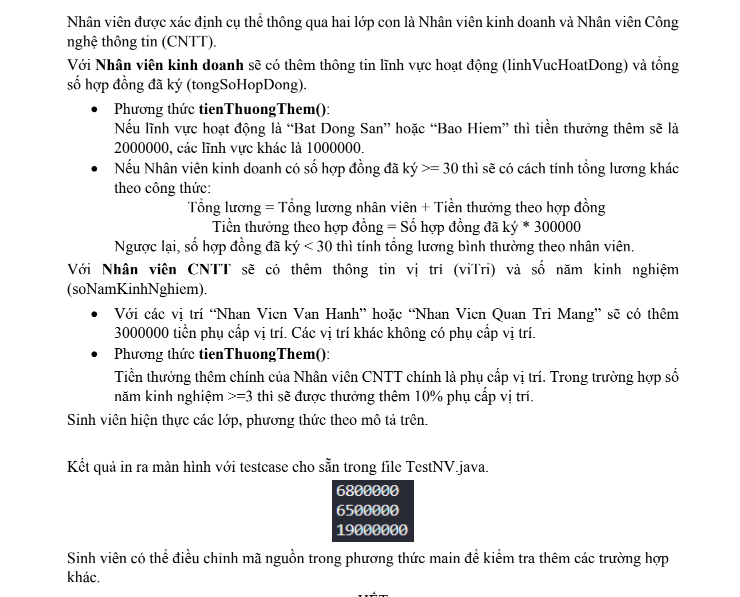 Nhân viên được xác định cụ thể thông qua hai lớp con là Nhân viên kinh doanh và Nhân viên Công
nghệ thông tin (CNTT).
Với Nhân viên kinh doanh sẽ có thêm thông tin lĩnh vực hoạt động (linhVucHoatDong) và tổng
số hợp đồng đã ký (tongSoHopDong).
• Phương thức tienThuongThem():
Nếu lĩnh vực hoạt động là “Bat Dong San” hoặc “Bao Hiem” thì tiền thưởng thêm sẽ là
2000000, các lĩnh vực khác là 1000000.
• Nếu Nhân viên kinh doanh có số hợp đồng đã ký >= 30 thì sẽ có cách tính tổng lương khác
theo công thức:
Tổng lương = Tổng lương nhân viên + Tiền thưởng theo hợp đồng
Tiền thưởng theo hợp đồng = Số hợp đồng đã ký * 300000
Ngược lại, số hợp đồng đã ký < 30 thì tính tổng lương bình thường theo nhân viên.
Với Nhân viên CNTT sẽ có thêm thông tin vị trí (viTri) và số năm kinh nghiệm
(soNamKinhNghiem).
• Với các vị trí “Nhan Vien Van Hanh” hoặc “Nhan Vien Quan Tri Mang” sẽ có thêm
3000000 tiền phụ cấp vị trí. Các vị trí khác không có phụ cấp vị trí.
• Phương thức tienThuongThem():
Tiền thưởng thêm chính của Nhân viên CNTT chính là phụ cấp vị trí. Trong trường hợp số
năm kinh nghiệm >=3 thì sẽ được thưởng thêm 10% phụ cấp vị trí.
Sinh viên hiện thực các lớp, phương thức theo mô tả trên.
Kết quả in ra màn hình với testcase cho sẵn trong file TestNV.java.
6800000
6500000
19000000
Sinh viên có thể điều chỉnh mã nguồn trong phương thức main để kiểm tra thêm các trường hợp
khác.